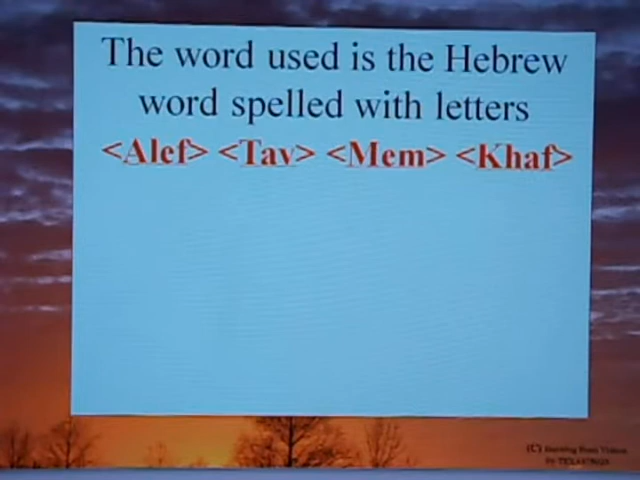 The word used is the Hebrew
word spelled with letters
<Alef> <Tav> <Mem> <Khaf>
(C)